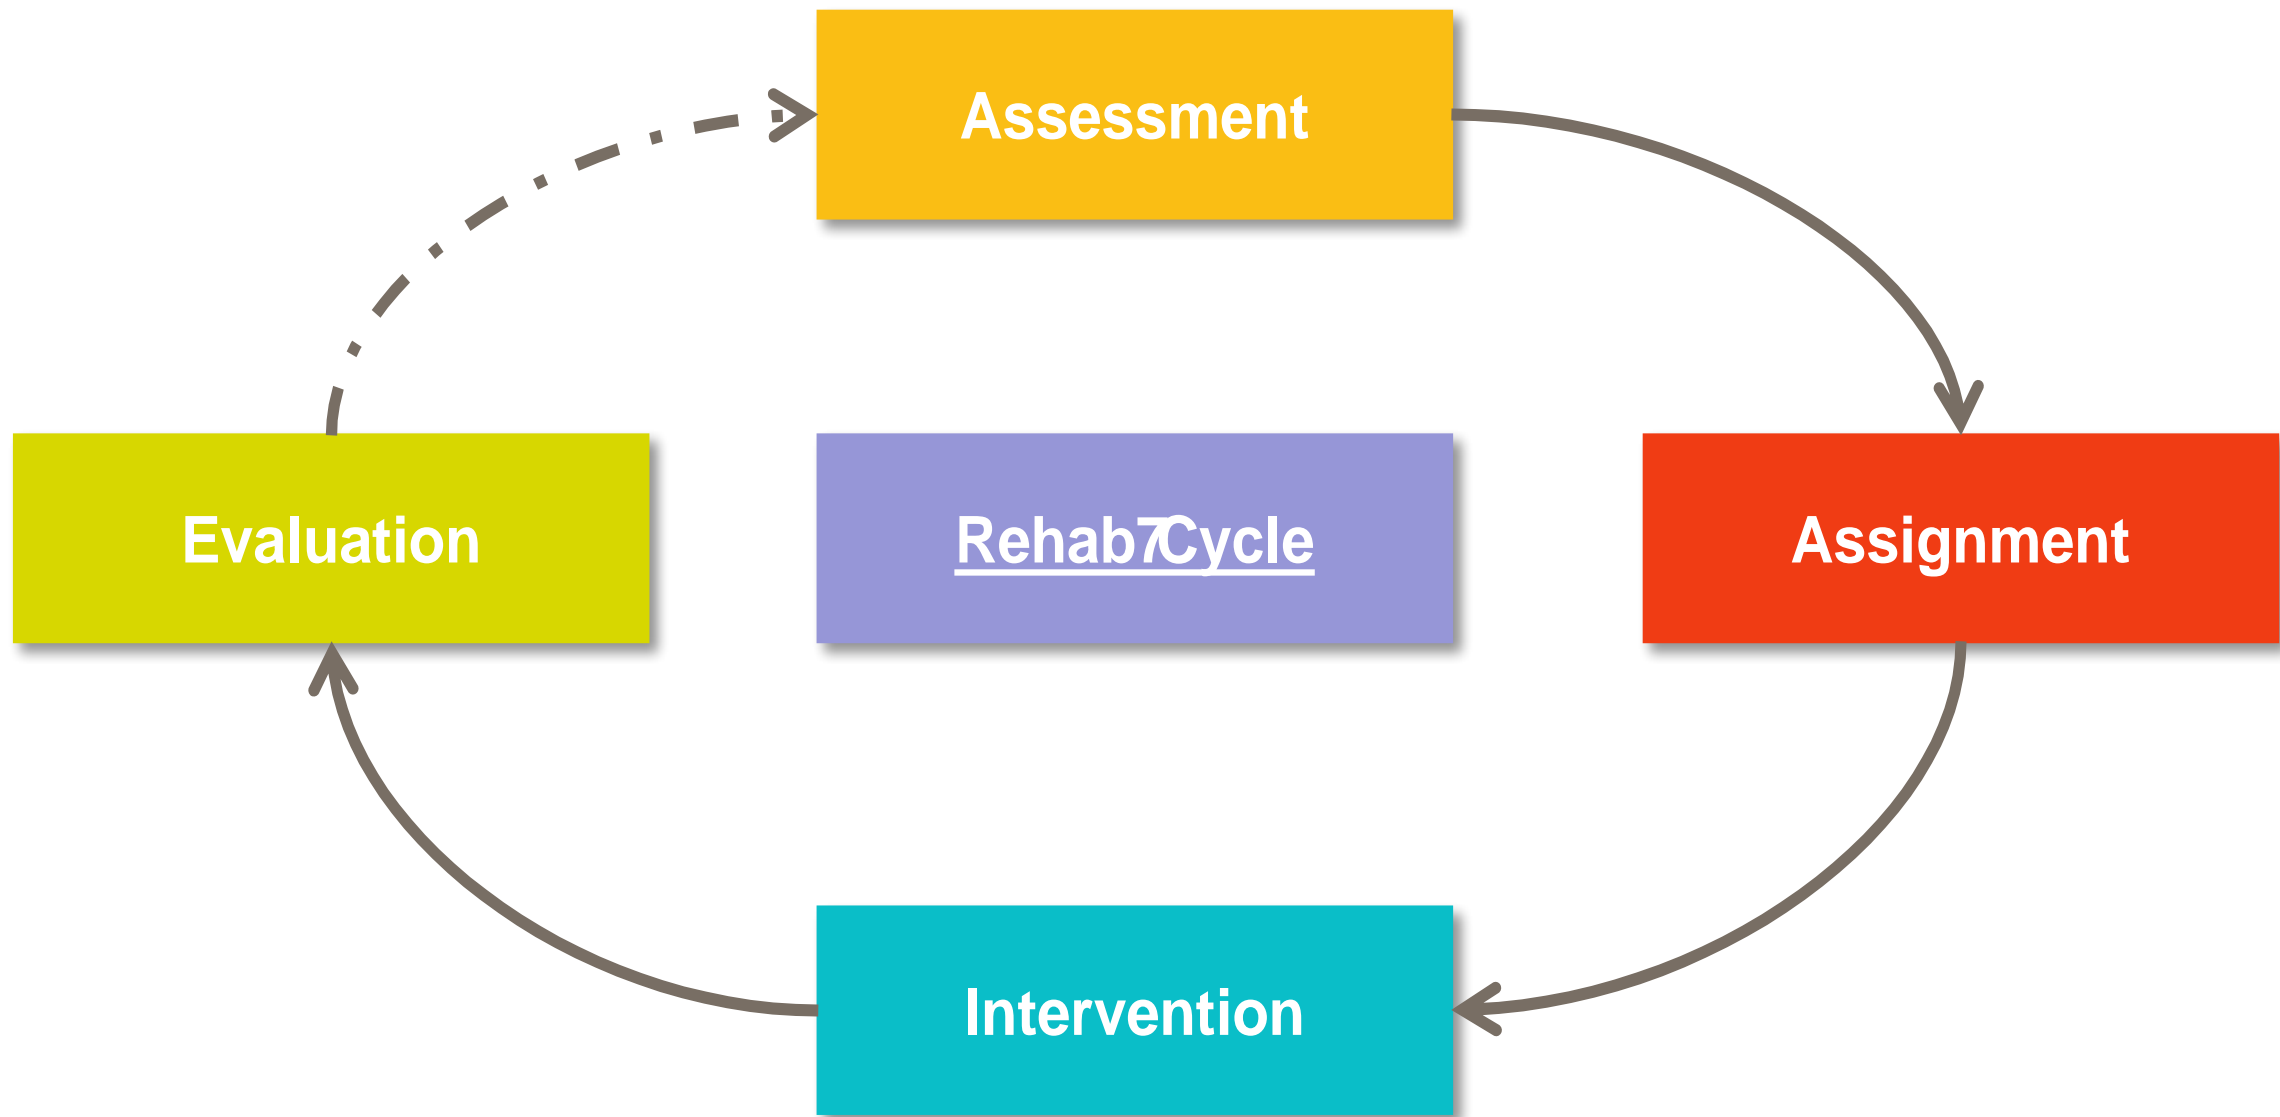 Assessment
Evaluation
Rehab7Cycle
Assignment
Intervention